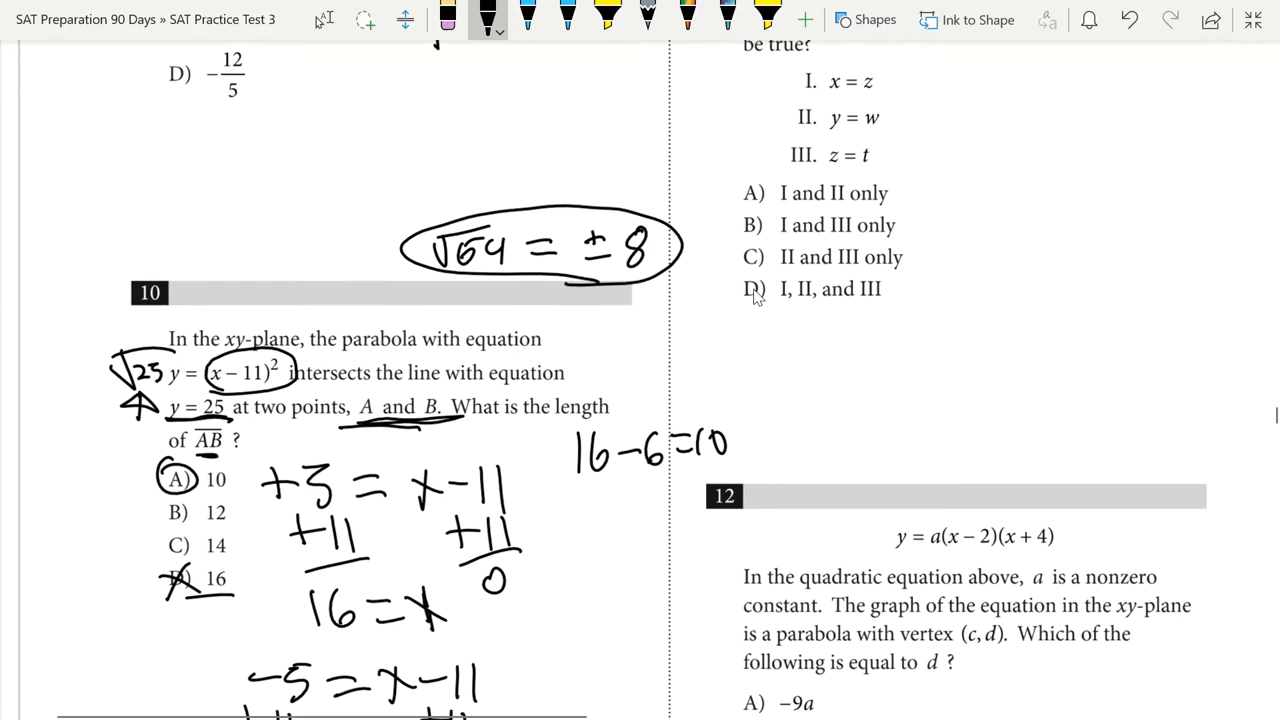 SAT Preparation 90 Days » SAT Practice Test 3
Shapes
Ink to Shape
D) -12/5
√64 = ± 8
10
In the xy-plane, the parabola with equation
√25 y = (x − 11)² intersects the line with equation
y = 25 at two points, A and B. What is the length
of AB ?
A) 10
B) 12
C) 14
D) 16
+5 = x-11
+11 +11
0
16 = x
-5 = x-11
+11 +11
16-6=10
be true?
I. x = z
II. y = w
III. z = t
A) I and II only
B) I and III only
C) II and III only
D) I, II, and III
12
y = a(x − 2)(x + 4)
In the quadratic equation above, a is a nonzero
constant. The graph of the equation in the xy-plane
is a parabola with vertex (c, d). Which of the
following is equal to d ?
A) −9a